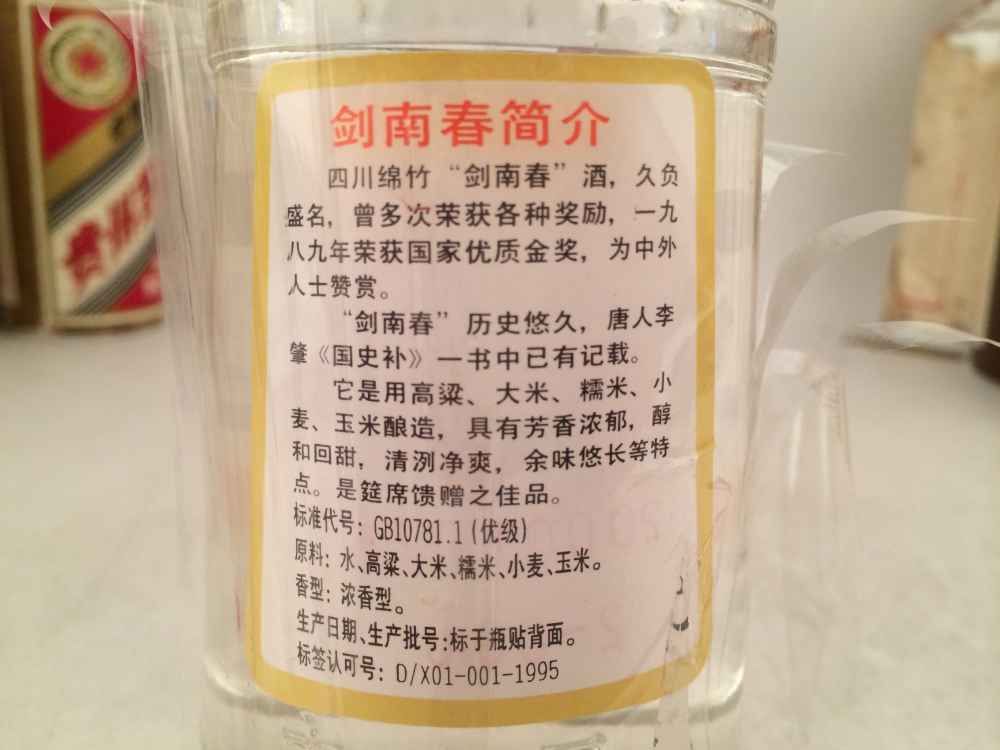 剑南春简介
四川绵竹“剑南春”酒，久负
盛名，曾多次荣获各种奖励，一九
八九年荣获国家优质金奖，为中外
人士赞赏。
“剑南春”历史悠久，唐人李
肇《国史补》一书中已有记载。
它是用高粱、大米、糯米、小
麦、玉米酿造，具有芳香浓郁，醇
和回甜，清洌净爽，余味悠长等特
点。是筵席馈赠之佳品。
标准代号：GB10781.1（优级）
原料：水、高粱、大米、糯米、小麦、玉米。
香型：浓香型。
生产日期、生产批号：标于瓶贴背面。
标签认可号：D/X01-001-1995
贵州